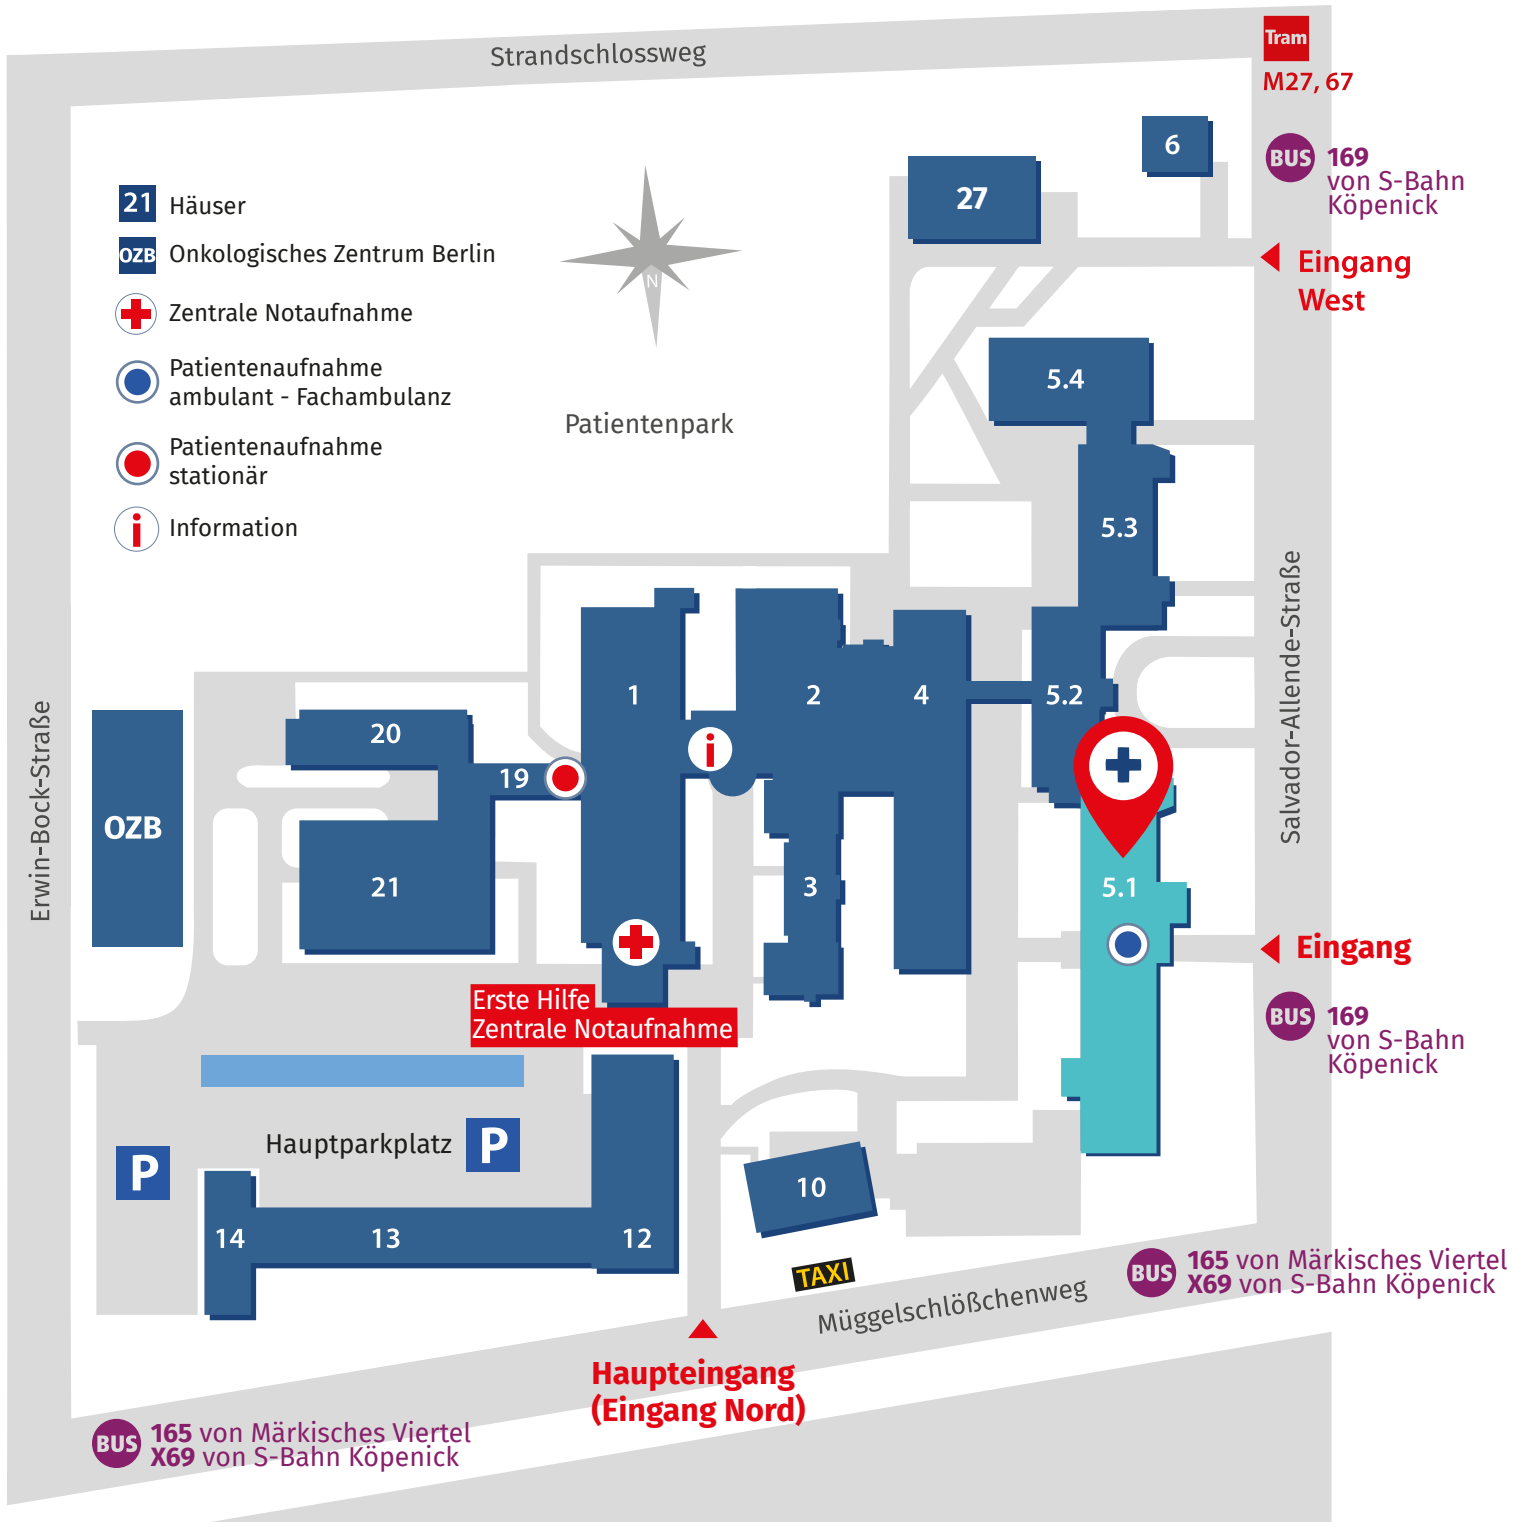 Strandschlossweg
Tram
M27, 67
6
BUS 169
von S-Bahn
Köpenick
27
21 Häuser
OZB Onkologisches Zentrum Berlin
Zentrale Notaufnahme
Patientenaufnahme
ambulant - Fachambulanz
Patientenaufnahme
stationär
i Information
N
Eingang
West
Patientenpark
5.4
5.3
Salvador-Allende-Straße
1
2
4
5.2
i
20
19
Erwin-Bock-Straße
OZB
21
3
5.1
Eingang
BUS 169
von S-Bahn
Köpenick
Erste Hilfe
Zentrale Notaufnahme
Hauptparkplatz P
P
10
14
13
12
TAXI
Müggelschlößchenweg
BUS 165 von Märkisches Viertel
X69 von S-Bahn Köpenick
Haupteingang
(Eingang Nord)
BUS 165 von Märkisches Viertel
X69 von S-Bahn Köpenick